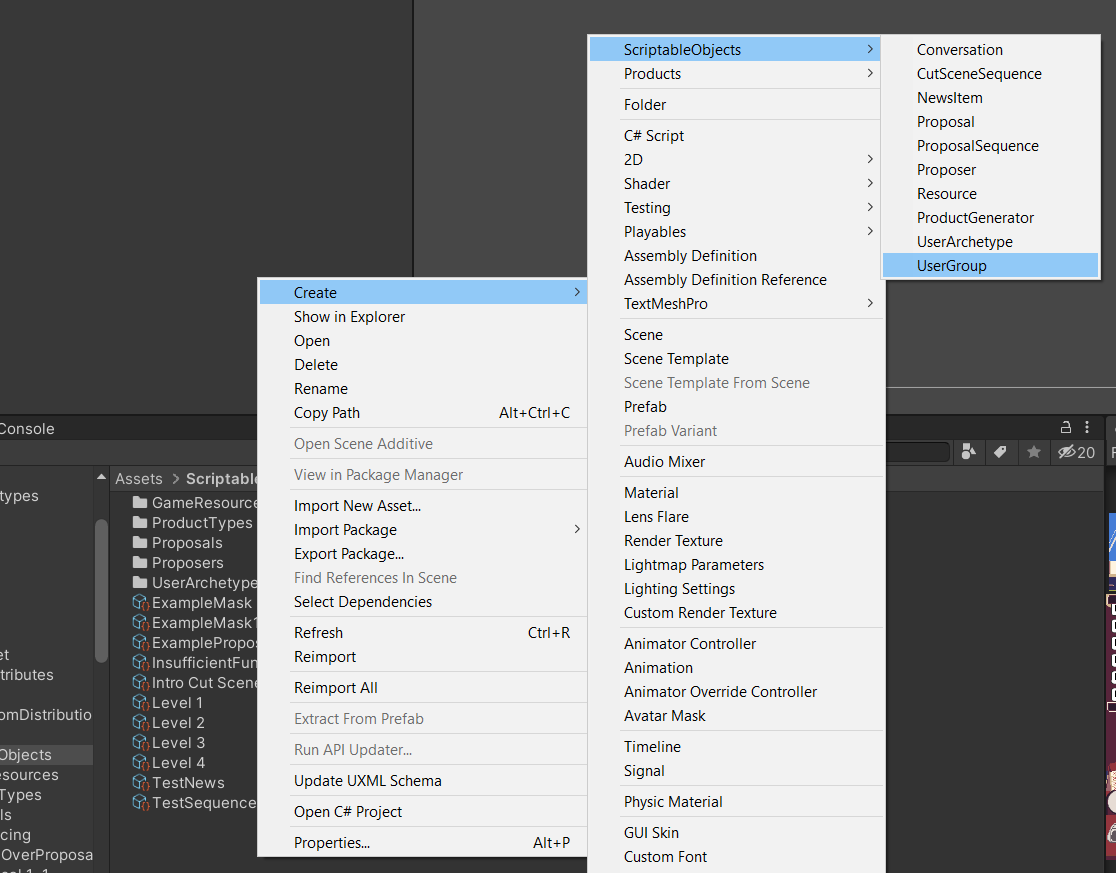 ScriptableObjects
Products
Folder
C# Script
2D
Shader
Testing
Playables
Assembly Definition
Assembly Definition Reference
TextMeshPro
Scene
Scene Template
Scene Template From Scene
Prefab
Prefab Variant
Audio Mixer
Material
Lens Flare
Render Texture
Lightmap Parameters
Lighting Settings
Custom Render Texture
Animator Controller
Animation
Animator Override Controller
Avatar Mask
Timeline
Signal
Physic Material
GUI Skin
Custom Font
Conversation
CutSceneSequence
NewsItem
Proposal
ProposalSequence
Proposer
Resource
ProductGenerator
UserArchetype
UserGroup
Create
Show in Explorer
Open
Delete
Rename
Copy Path Alt+Ctrl+C
Open Scene Additive
View in Package Manager
Import New Asset...
Import Package
Export Package...
Find References In Scene
Select Dependencies
Refresh Ctrl+R
Reimport
Reimport All
Extract From Prefab
Run API Updater...
Update UXML Schema
Open C# Project
Properties... Alt+P
Console
20
Assets > Scriptable
GameResource
ProductTypes
Proposals
Proposers
UserArchetype
ExampleMask
ExampleMask1
ExamplePropos
InsufficientFun
Intro Cut Scene
Level 1
Level 2
Level 3
Level 4
TestNews
TestSequence
types
et
tributes
omDistributio
Objects
esources
Types
ls
cing
OverProposa